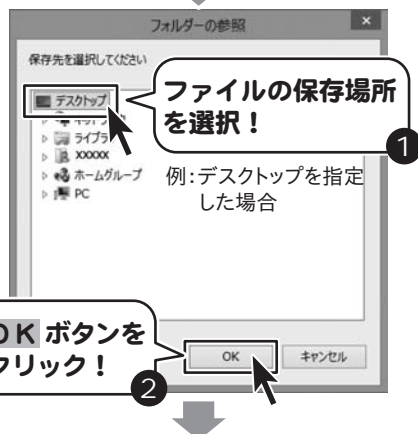 フォルダーの参照
保存先を選択してください
デスクトップ
ライブラ
XXXXX
ホームグループ
PC
ファイルの保存場所
を選択！
1
例：デスクトップを指定
した場合
OK ボタンを
クリック！
2
OK
キャンセル